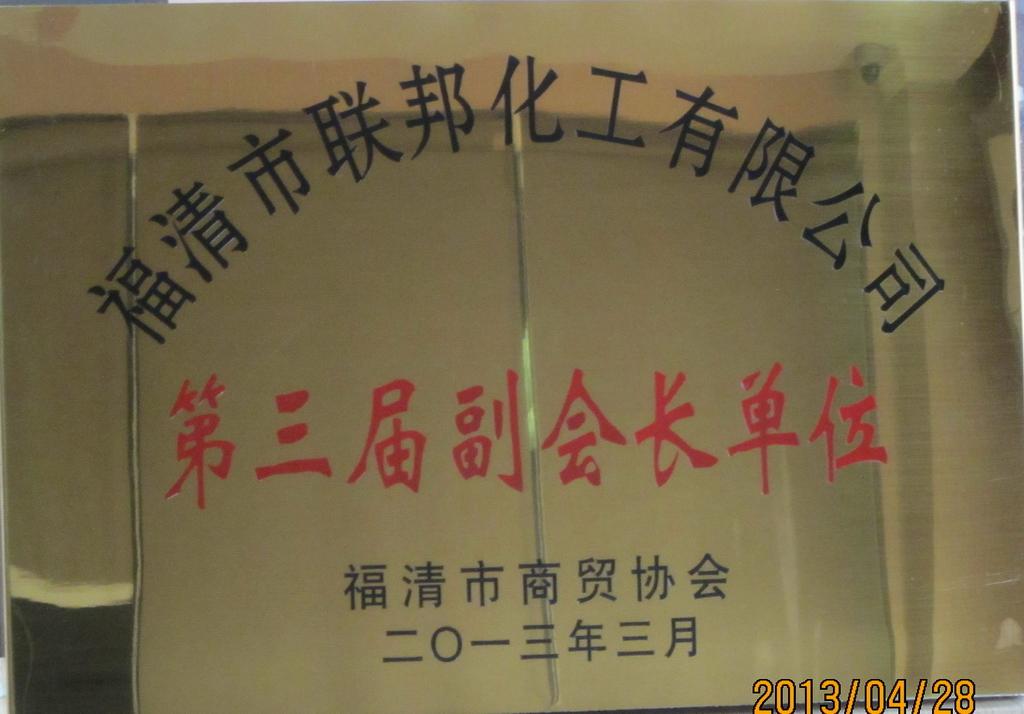 福清市联邦化工有限公司
第三届副会长单位
福清市商贸协会
二〇一三年三月
2013/04/28